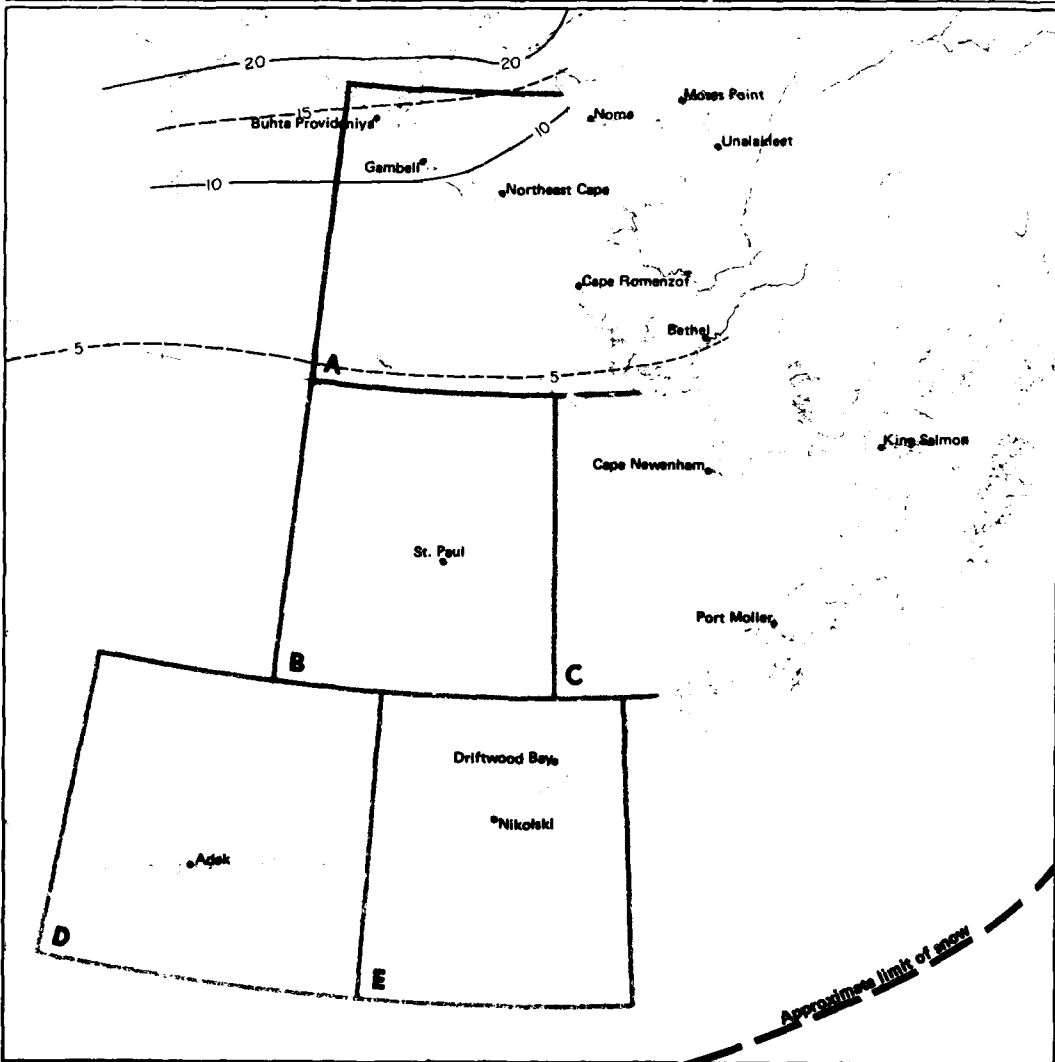 20
20
Moses Point
15
Buhta Provideniya
Nome
10
Unalakleet
Gambell
10
Northeast Cape
Cape Romenzof
Bethel
5
A
5
King Salmon
Cape Newenham
St. Paul
Port Moller
B
C
Driftwood Bay
Nikolski
Adak
D
E
Approximate limit of snow